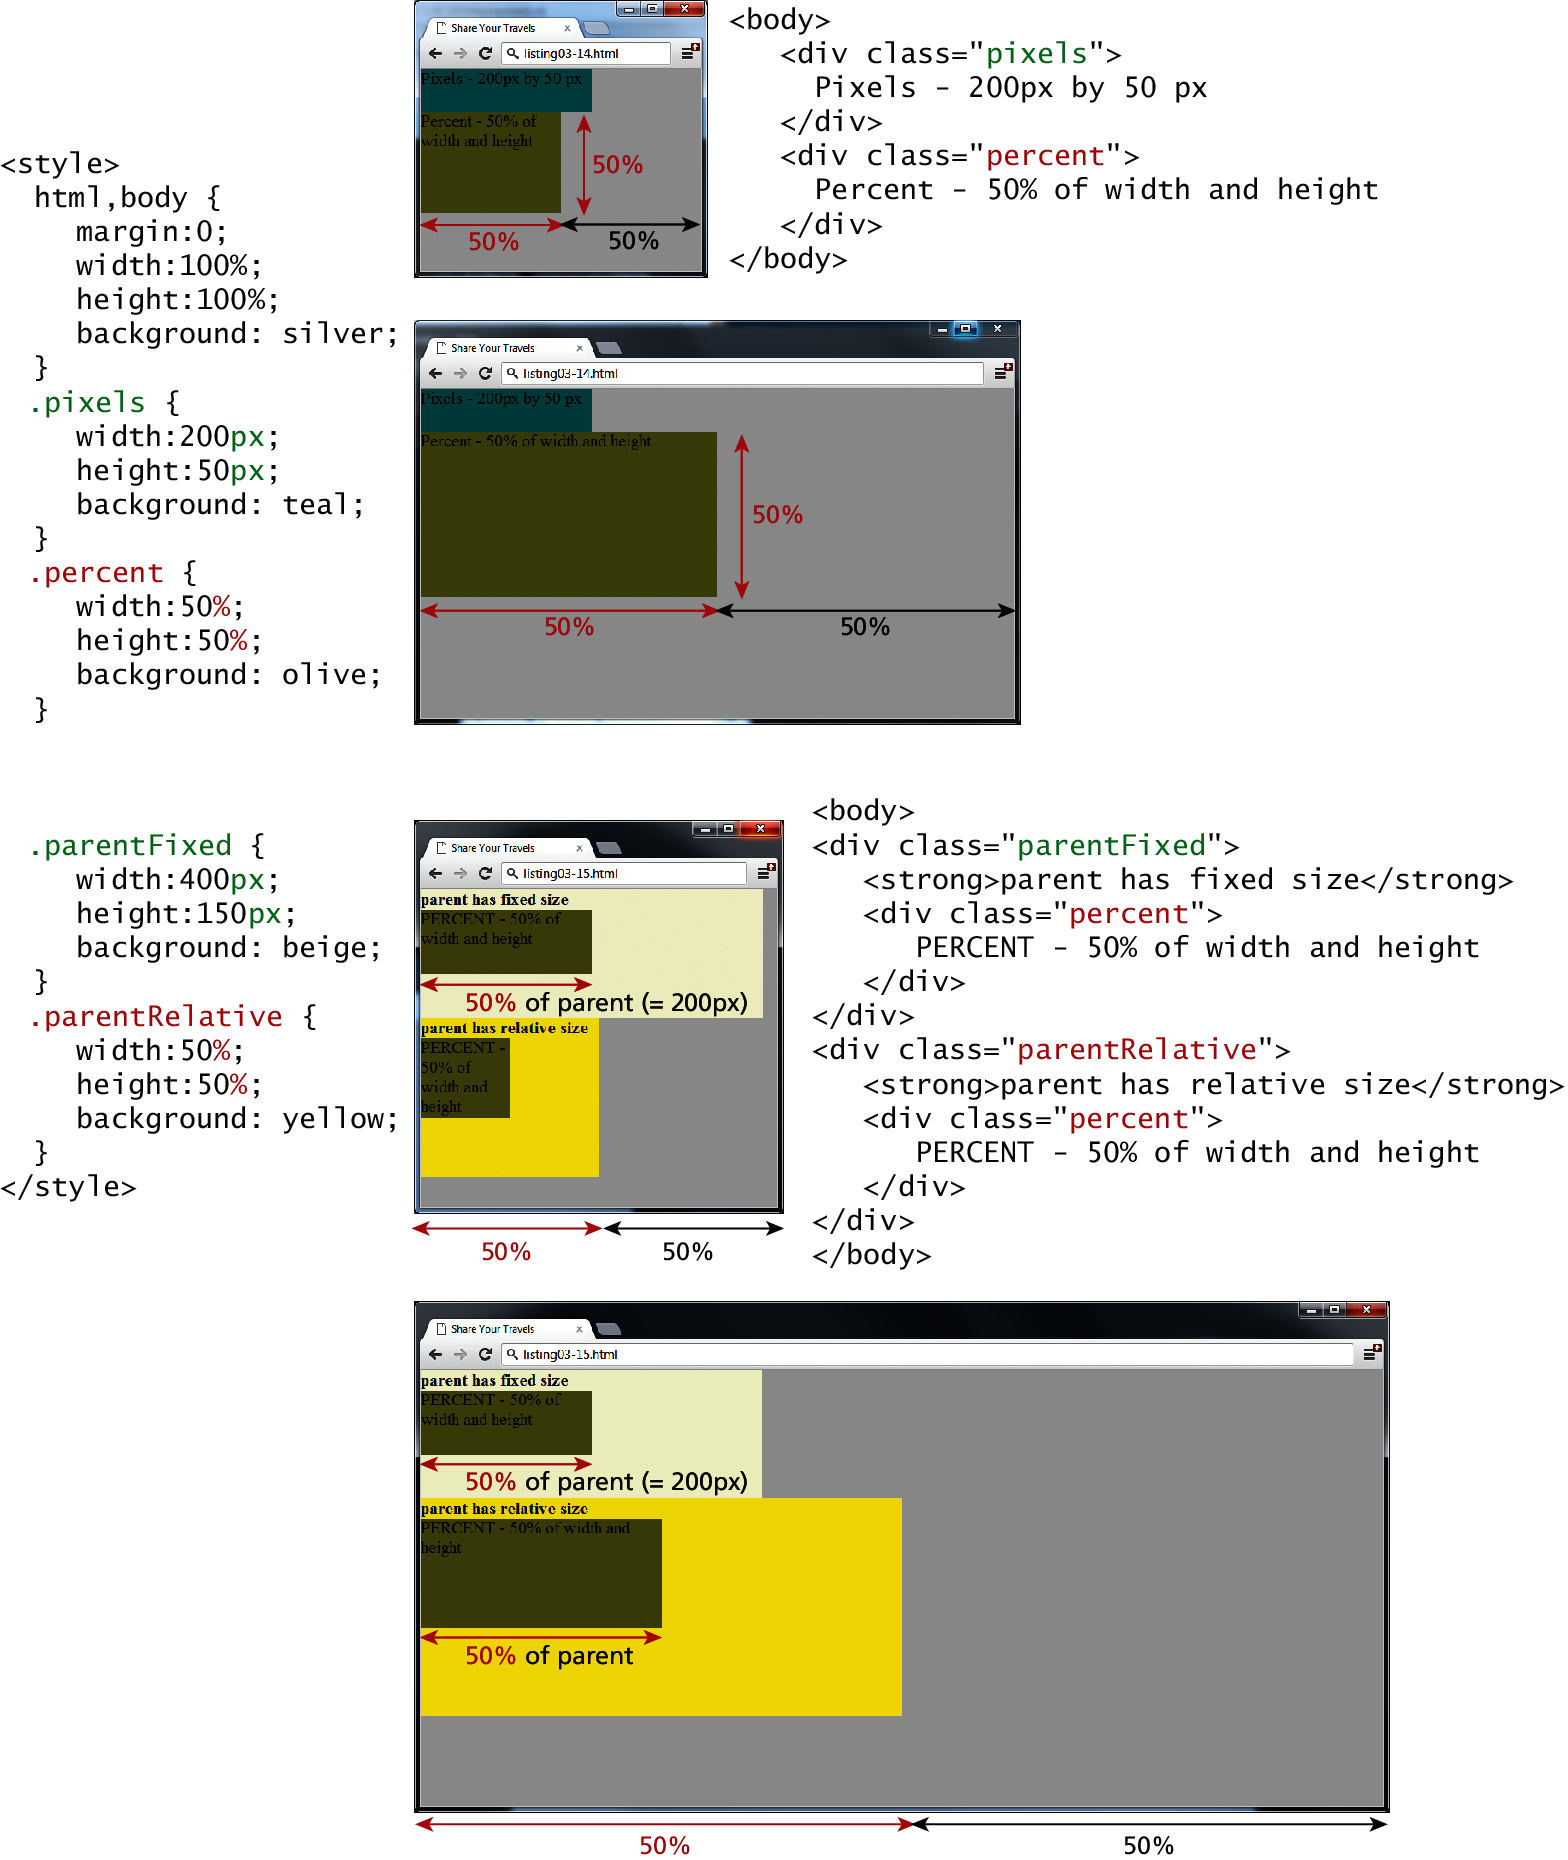 <style>
html,body {
margin:0;
width:100%;
height:100%;
background: silver;
}
.pixels {
width:200px;
height:50px;
background: teal;
}
.percent {
width:50%;
height:50%;
background: olive;
}
Share Your Travels
listing03-14.html
Pixels - 200px by 50 px
Percent - 50% of
width and height
50%
50%
50%
<body>
<div class="pixels">
Pixels - 200px by 50 px
</div>
<div class="percent">
Percent - 50% of width and height
</div>
</body>
Share Your Travels
listing03-14.html
Pixels - 200px by 50 px
Percent - 50% of width and height
50%
50%
50%
.parentFixed {
width:400px;
height:150px;
background: beige;
}
.parentRelative {
width:50%;
height:50%;
background: yellow;
}
</style>
Share Your Travels
listing03-15.html
parent has fixed size
PERCENT - 50% of
width and height
50% of parent (= 200px)
parent has relative size
PERCENT -
50% of
width and
height
50%
50%
<body>
<div class="parentFixed">
<strong>parent has fixed size</strong>
<div class="percent">
PERCENT - 50% of width and height
</div>
</div>
<div class="parentRelative">
<strong>parent has relative size</strong>
<div class="percent">
PERCENT - 50% of width and height
</div>
</div>
</body>
Share Your Travels
listing03-15.html
parent has fixed size
PERCENT - 50% of
width and height
50% of parent (= 200px)
parent has relative size
PERCENT - 50% of width and
height
50% of parent
50%
50%